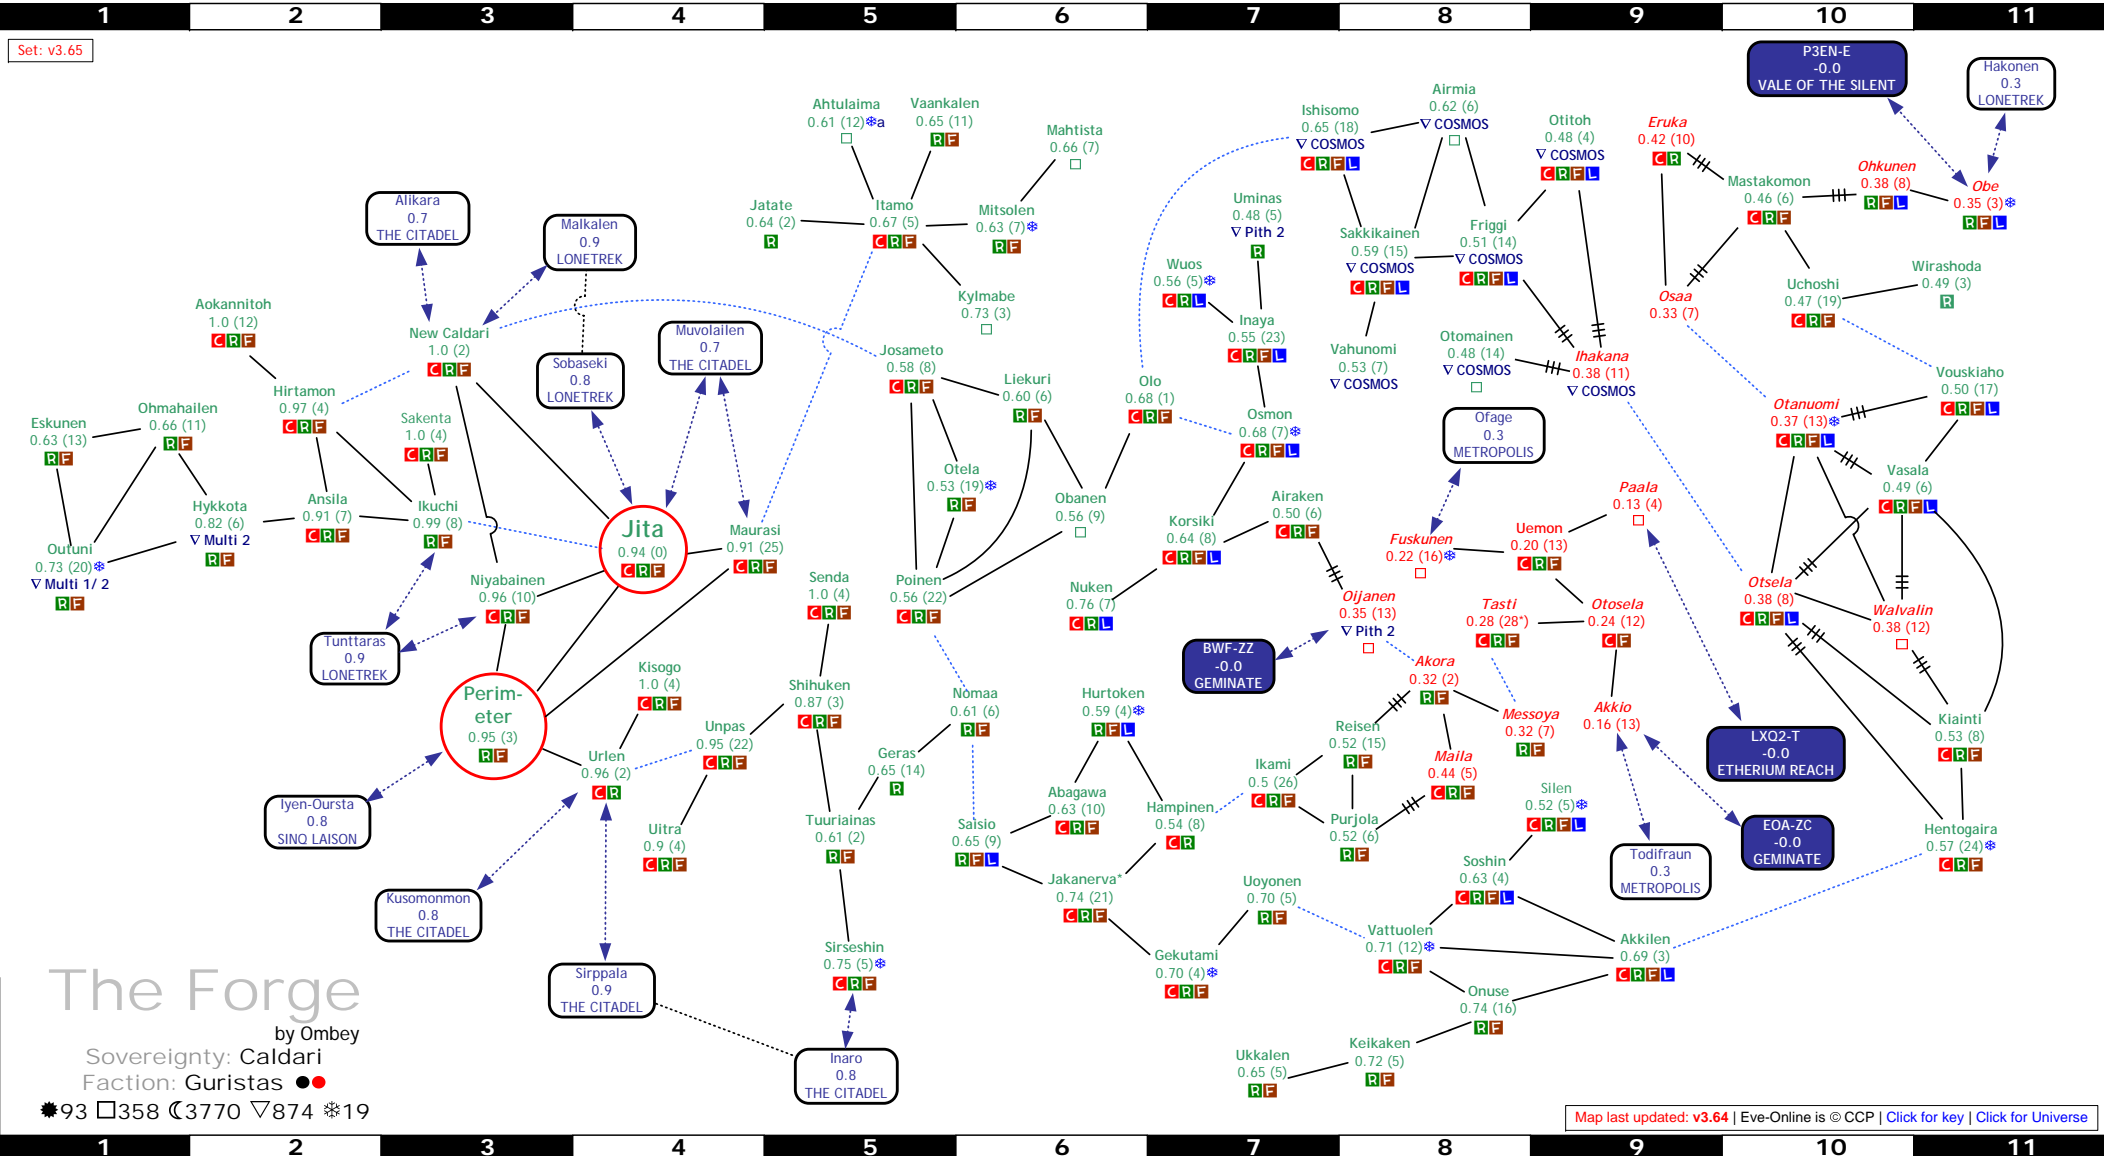 1 2 3 4 5 6 7 8 9 10 11
Set: v3.65
P3EN-E
-0.0
VALE OF THE SILENT
Hakonen
0.3
LONETREK
Ahtulaima
0.61 (12)❄a
Vaankalen
0.65 (11)
R F
Mahtista
0.66 (7)
Ishisomo
0.65 (18)
▽ COSMOS
C R F L
Airmia
0.62 (6)
▽ COSMOS
Otitoh
0.48 (4)
▽ COSMOS
C R F L
Eruka
0.42 (10)
C R
Mastakomon
0.46 (6)
C R F
Ohkunen
0.38 (8)
R F L
Obe
0.35 (3)❄
R F L
Alikara
0.7
THE CITADEL
Malkalen
0.9
LONETREK
Jatate
0.64 (2)
R
Itamo
0.67 (5)
C R F
Mitsolen
0.63 (7)❄
R F
Uminas
0.48 (5)
▽ Pith 2
R
Sakkikainen
0.59 (15)
▽ COSMOS
C R F L
Friggi
0.51 (14)
▽ COSMOS
C R F L
Wuos
0.56 (5)❄
C R L
Kylmabe
0.73 (3)
Osaa
0.33 (7)
Uchoshi
0.47 (19)
C R F
Wirashoda
0.49 (3)
R
Aokannitoh
1.0 (12)
C R F
New Caldari
1.0 (2)
C R F
Muvolailen
0.7
THE CITADEL
Sobaseki
0.8
LONETREK
Josameto
0.58 (8)
C R F
Liekuri
0.60 (6)
R F
Inaya
0.55 (23)
C R F L
Vahunomi
0.53 (7)
▽ COSMOS
Otomainen
0.48 (14)
▽ COSMOS
Ihakana
0.38 (11)
▽ COSMOS
Olo
0.68 (1)
C R F
Vouskiaho
0.50 (17)
C R F L
Hirtamon
0.97 (4)
C R F
Sakenta
1.0 (4)
C R F
Eskunen
0.63 (13)
R F
Ohmahailen
0.66 (11)
R F
Osmon
0.68 (7)❄
C R F L
Ofage
0.3
METROPOLIS
Otanuomi
0.37 (13)❄
C R F L
Otela
0.53 (19)❄
R F
Obanen
0.56 (9)
Vasala
0.49 (6)
C R F L
Hykkota
0.82 (6)
▽ Multi 2
R F
Ansila
0.91 (7)
C R F
Ikuchi
0.99 (8)
R F
Jita
0.94 (0)
C R F
Maurasi
0.91 (25)
C R F
Airaken
0.50 (6)
C R F
Korsiki
0.64 (8)
C R F L
Paala
0.13 (4)
Uemon
0.20 (13)
C R F
Fuskunen
0.22 (16)❄
Outuni
0.73 (20)❄
▽ Multi 1/ 2
R F
Niyabainen
0.96 (10)
C R F
Senda
1.0 (4)
C R F
Poinen
0.56 (22)
C R F
Nuken
0.76 (7)
C R L
Oijanen
0.35 (13)
▽ Pith 2
Tasti
0.28 (28*)
C R F
Otosela
0.24 (12)
C F
Otsela
0.38 (8)
C R F L
Walvalin
0.38 (12)
Tunttaras
0.9
LONETREK
BWF-ZZ
-0.0
GEMINATE
Akora
0.32 (2)
R F
Kisogo
1.0 (4)
C R F
Perim-
eter
0.95 (3)
R F
Shihuken
0.87 (3)
C R F
Nomaa
0.61 (6)
R F
Hurtoken
0.59 (4)❄
R F L
Messoya
0.32 (7)
R F
Akkio
0.16 (13)
Kiainti
0.53 (8)
C R F
Unpas
0.95 (22)
C R F
Reisen
0.52 (15)
R F
LXQ2-T
-0.0
ETHERIUM REACH
Urlen
0.96 (2)
C R
Geras
0.65 (14)
R
Ikami
0.5 (26)
C R F
Maila
0.44 (5)
C R F
Iyen-Oursta
0.8
SINQ LAISON
Abagawa
0.63 (10)
C R F
Silen
0.52 (5)❄
C R F L
Uitra
0.9 (4)
C R F
Tuuriainas
0.61 (2)
R F
Saisio
0.65 (9)
R F L
Hampinen
0.54 (8)
C R
Purjola
0.52 (6)
R F
EOA-ZC
-0.0
GEMINATE
Hentogaira
0.57 (24)❄
C R F
Todifraun
0.3
METROPOLIS
Soshin
0.63 (4)
C R F L
Jakanerva*
0.74 (21)
C R F
Uoyonen
0.70 (5)
R F
Kusomonmon
0.8
THE CITADEL
Vattuolen
0.71 (12)❄
C R F
Akkilen
0.69 (3)
C R F L
Sirseshin
0.75 (5)❄
C R F
Gekutami
0.70 (4)❄
C R F
Sirppala
0.9
THE CITADEL
Onuse
0.74 (16)
R F
Keikaken
0.72 (5)
R F
Ukkalen
0.65 (5)
R F
Inaro
0.8
THE CITADEL
The Forge
by Ombey
Sovereignty: Caldari
Faction: Guristas
✹93 □358 ☾3770 ▽874 ❄19
Map last updated: v3.64 | Eve-Online is © CCP | Click for key | Click for Universe
1 2 3 4 5 6 7 8 9 10 11